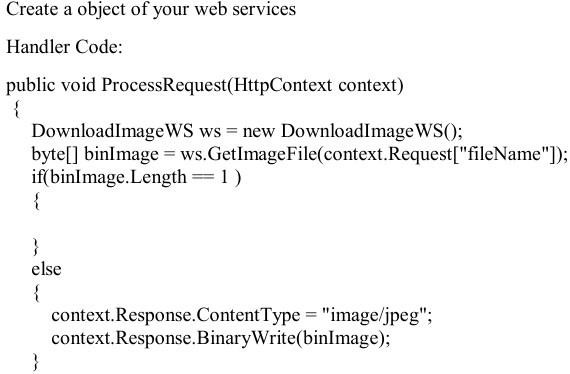 Create a object of your web services
Handler Code:
public void ProcessRequest(HttpContext context)
{
DownloadImageWS ws = new DownloadImageWS();
byte[] binImage = ws.GetImageFile(context.Request["fileName"]);
if(binImage.Length == 1 )
{
}
else
{
context.Response.ContentType = "image/jpeg";
context.Response.BinaryWrite(binImage);
}